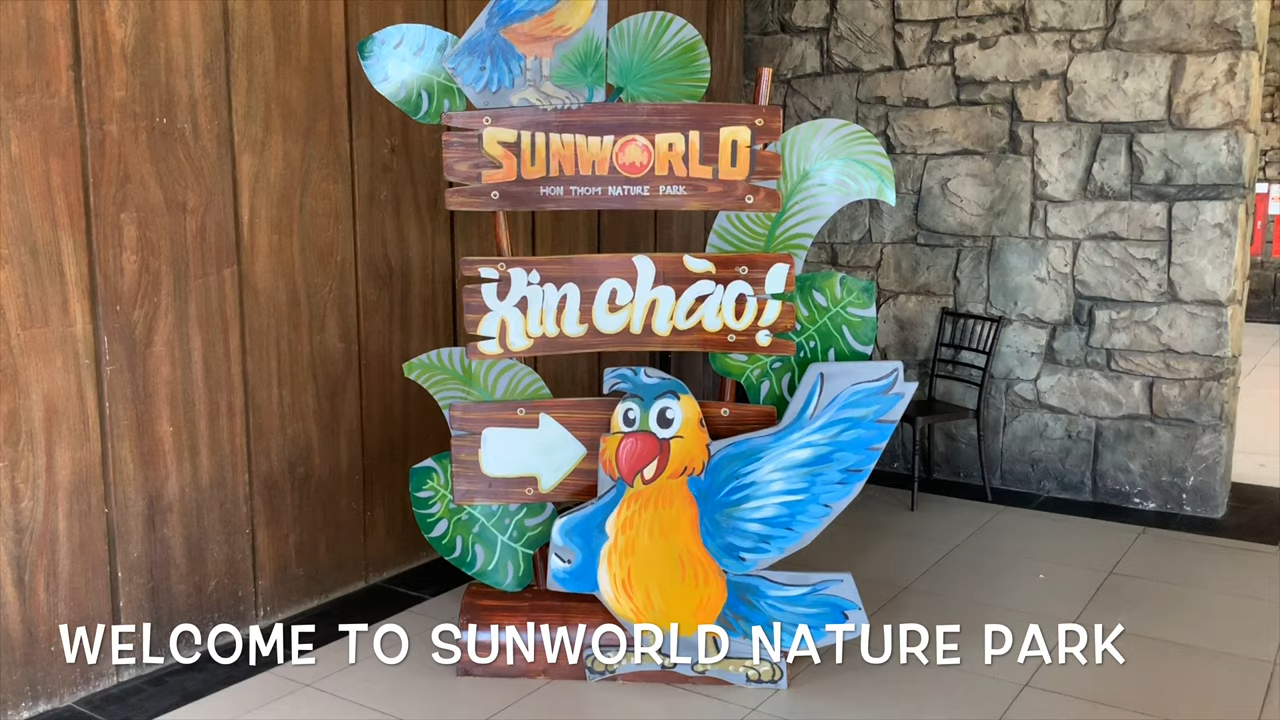 SUNWORLD
HON THOM NATURE PARK
Xin chào!
WELCOME TO SUNWORLD NATURE PARK